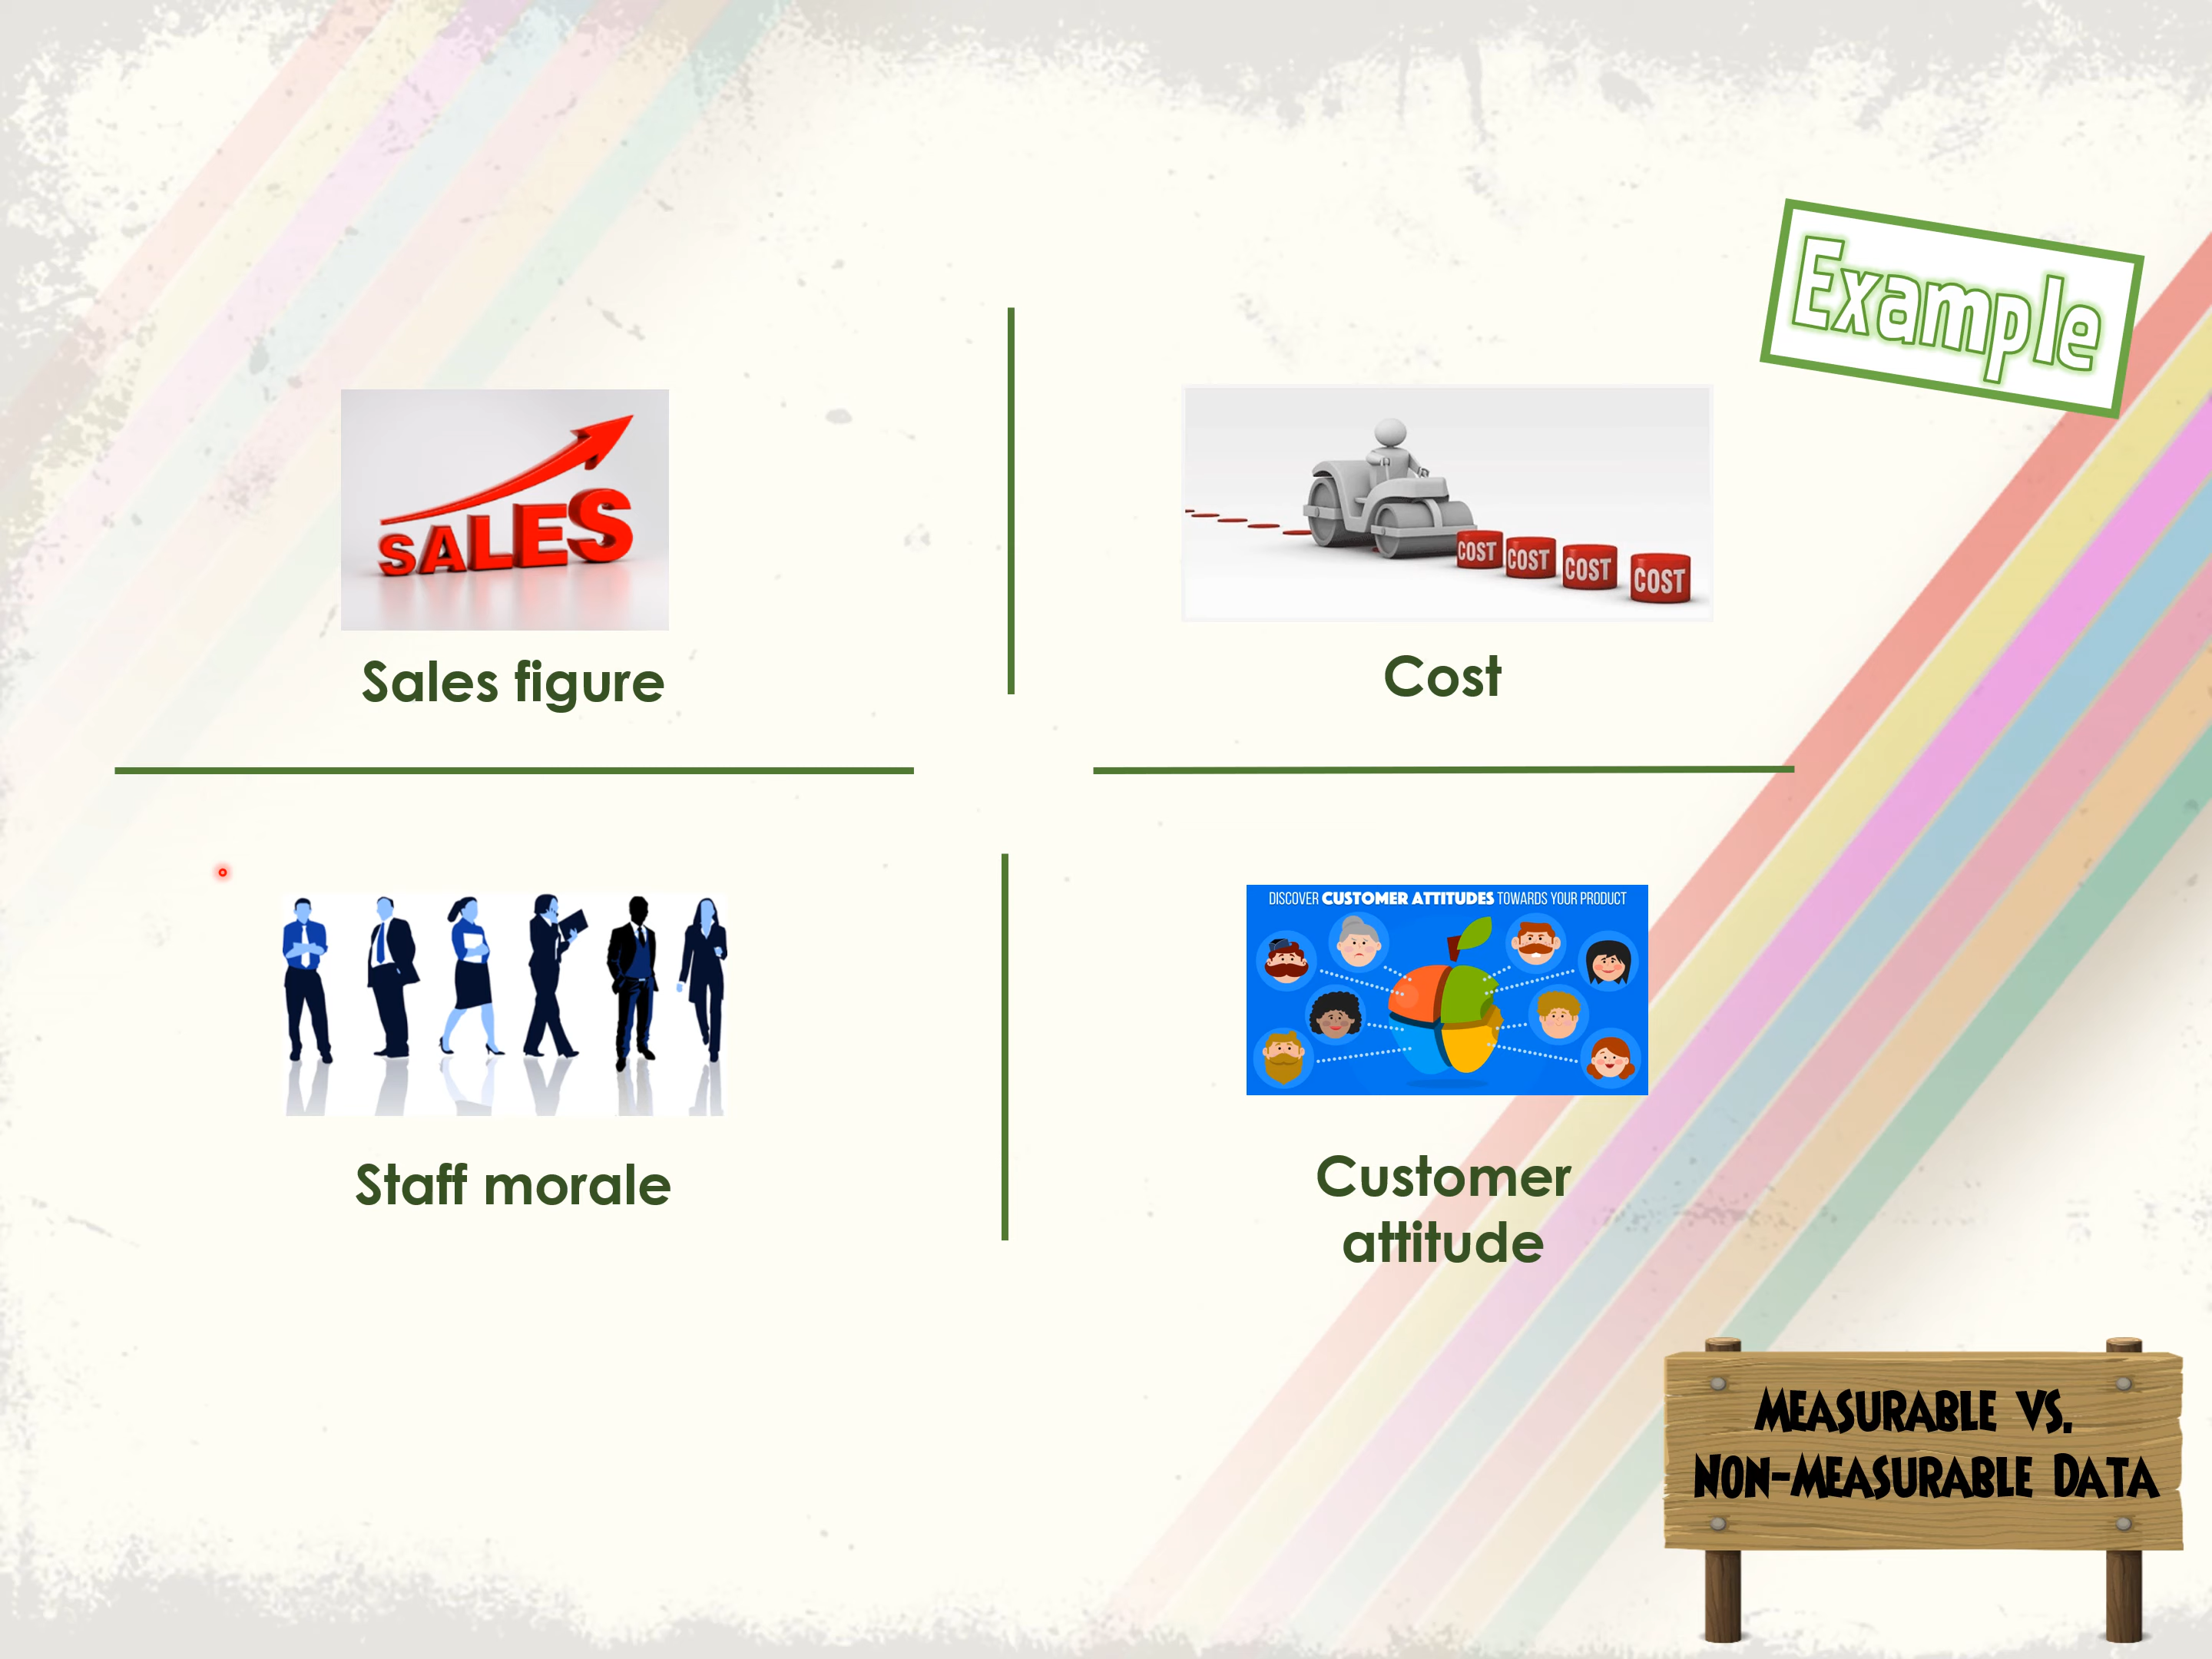 Example
SALES
COST COST COST COST
Sales figure
Cost
DISCOVER CUSTOMER ATTITUDES TOWARDS YOUR PRODUCT
Staff morale
Customer
attitude
MEASURABLE VS.
NON-MEASURABLE DATA